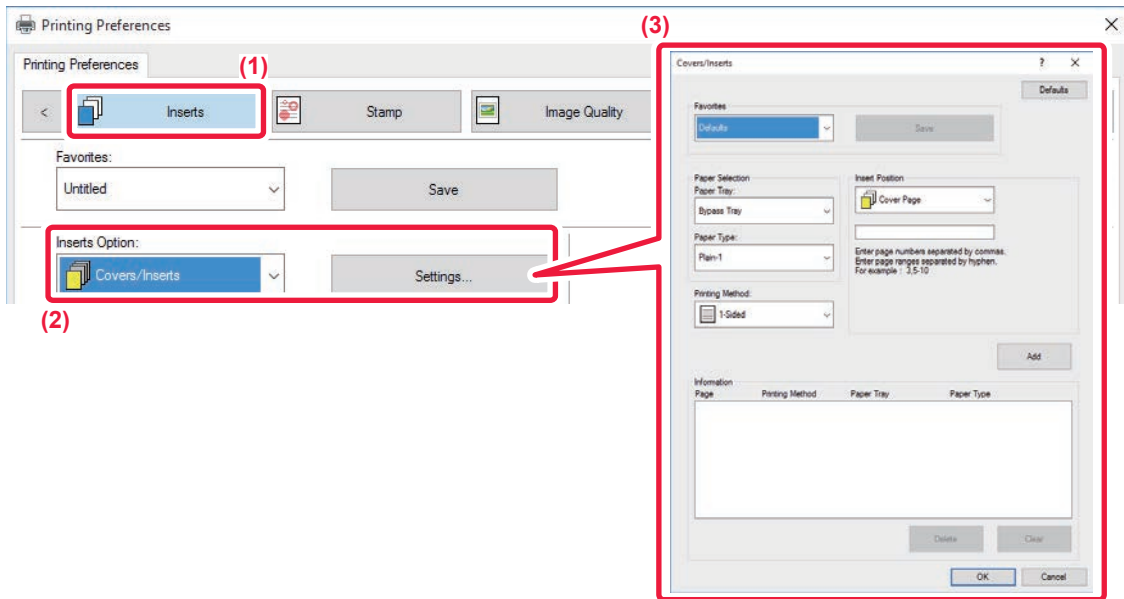 Printing Preferences
(3)
Printing Preferences
(1)
<
Inserts
Stamp
Image Quality
Favorites:
Untitled
Save
Inserts Option:
Covers/Inserts
Settings...
(2)
Covers/Inserts
?
Defaults
Favorites
Defaults
Save
Paper Selection
Paper Tray:
Bypass Tray
Paper Type:
Plain-1
Printing Method:
1-Sided
Insert Position
Cover Page
Enter page numbers separated by commas.
Enter page ranges separated by hyphen.
For example : 3,5-10
Add
Information
Page Printing Method Paper Tray Paper Type
Delete Clear
OK Cancel